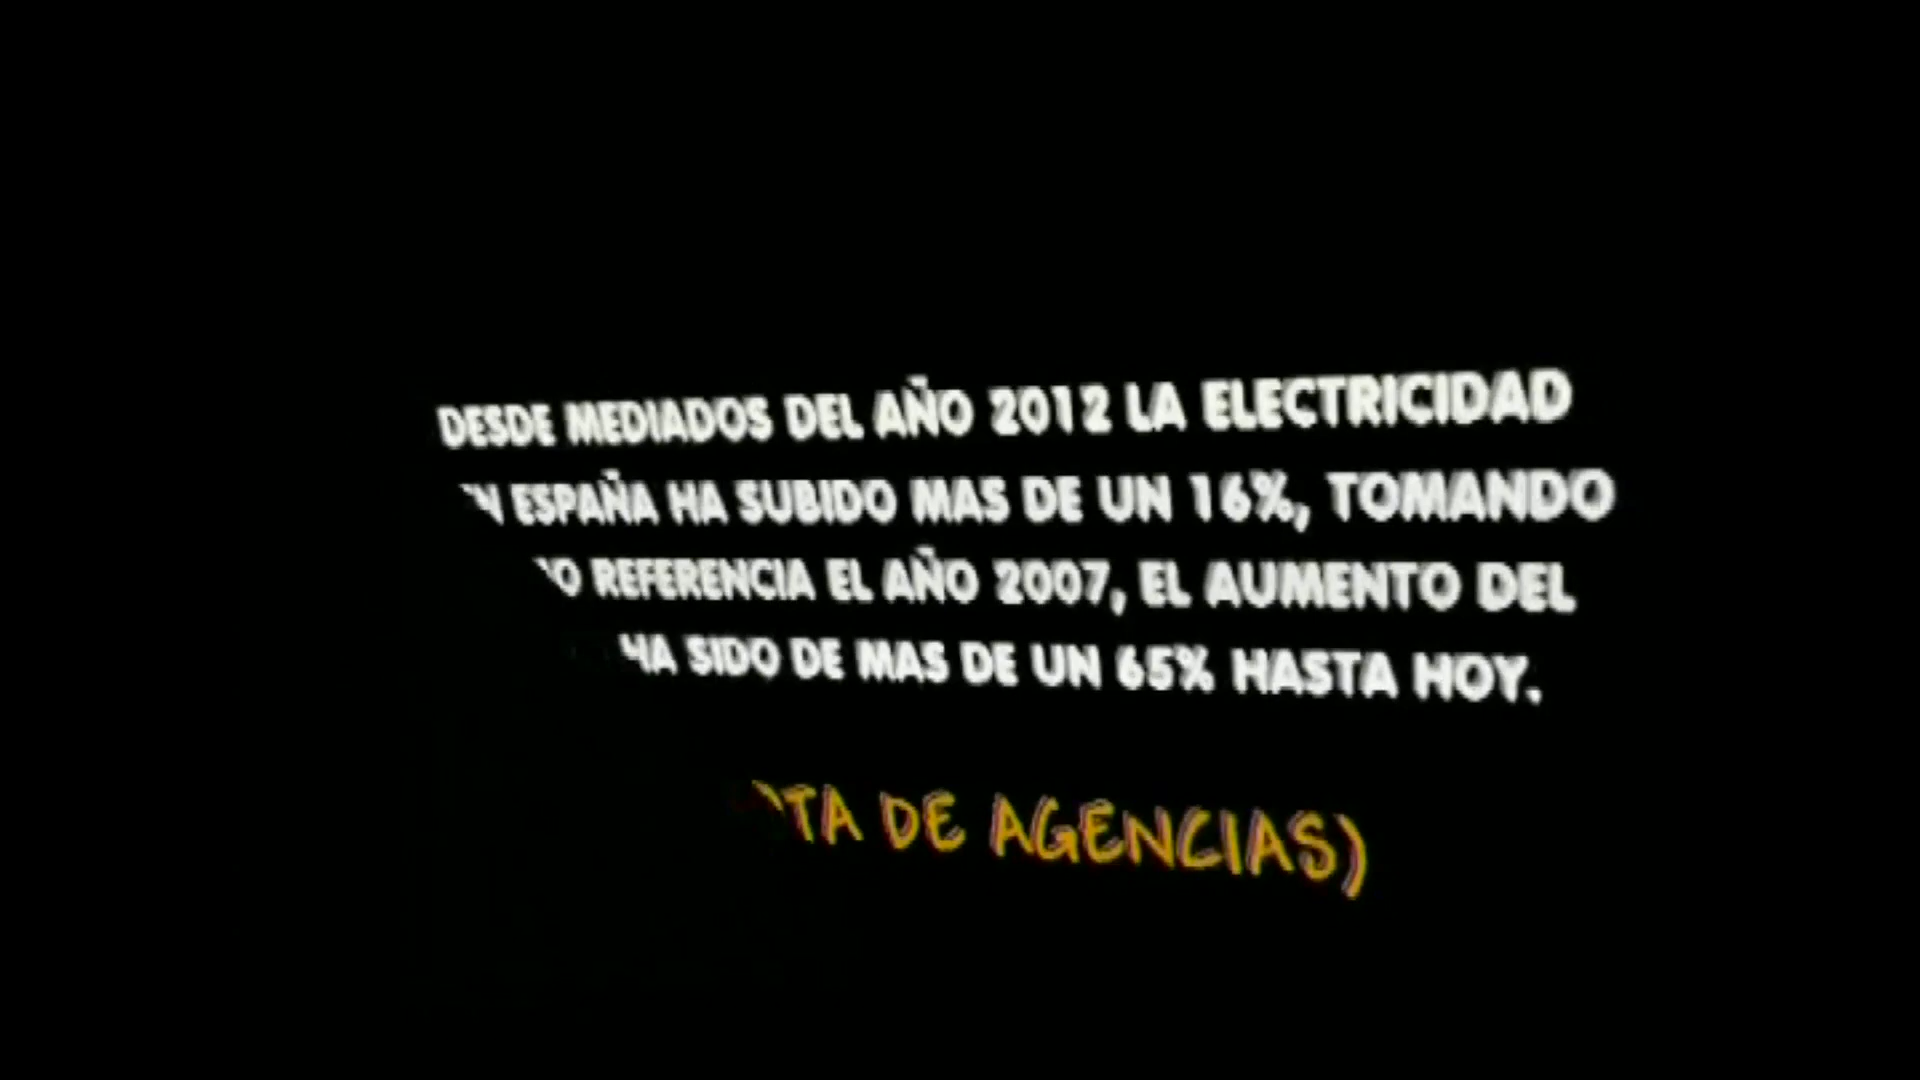 DESDE MEDIADOS DEL AÑO 2012 LA ELECTRICIDAD
ESPAÑA HA SUBIDO MAS DE UN 16%, TOMANDO
REFERENCIA EL AÑO 2007, EL AUMENTO DEL
HA SIDO DE MAS DE UN 65% HASTA HOY.
DE AGENCIAS)